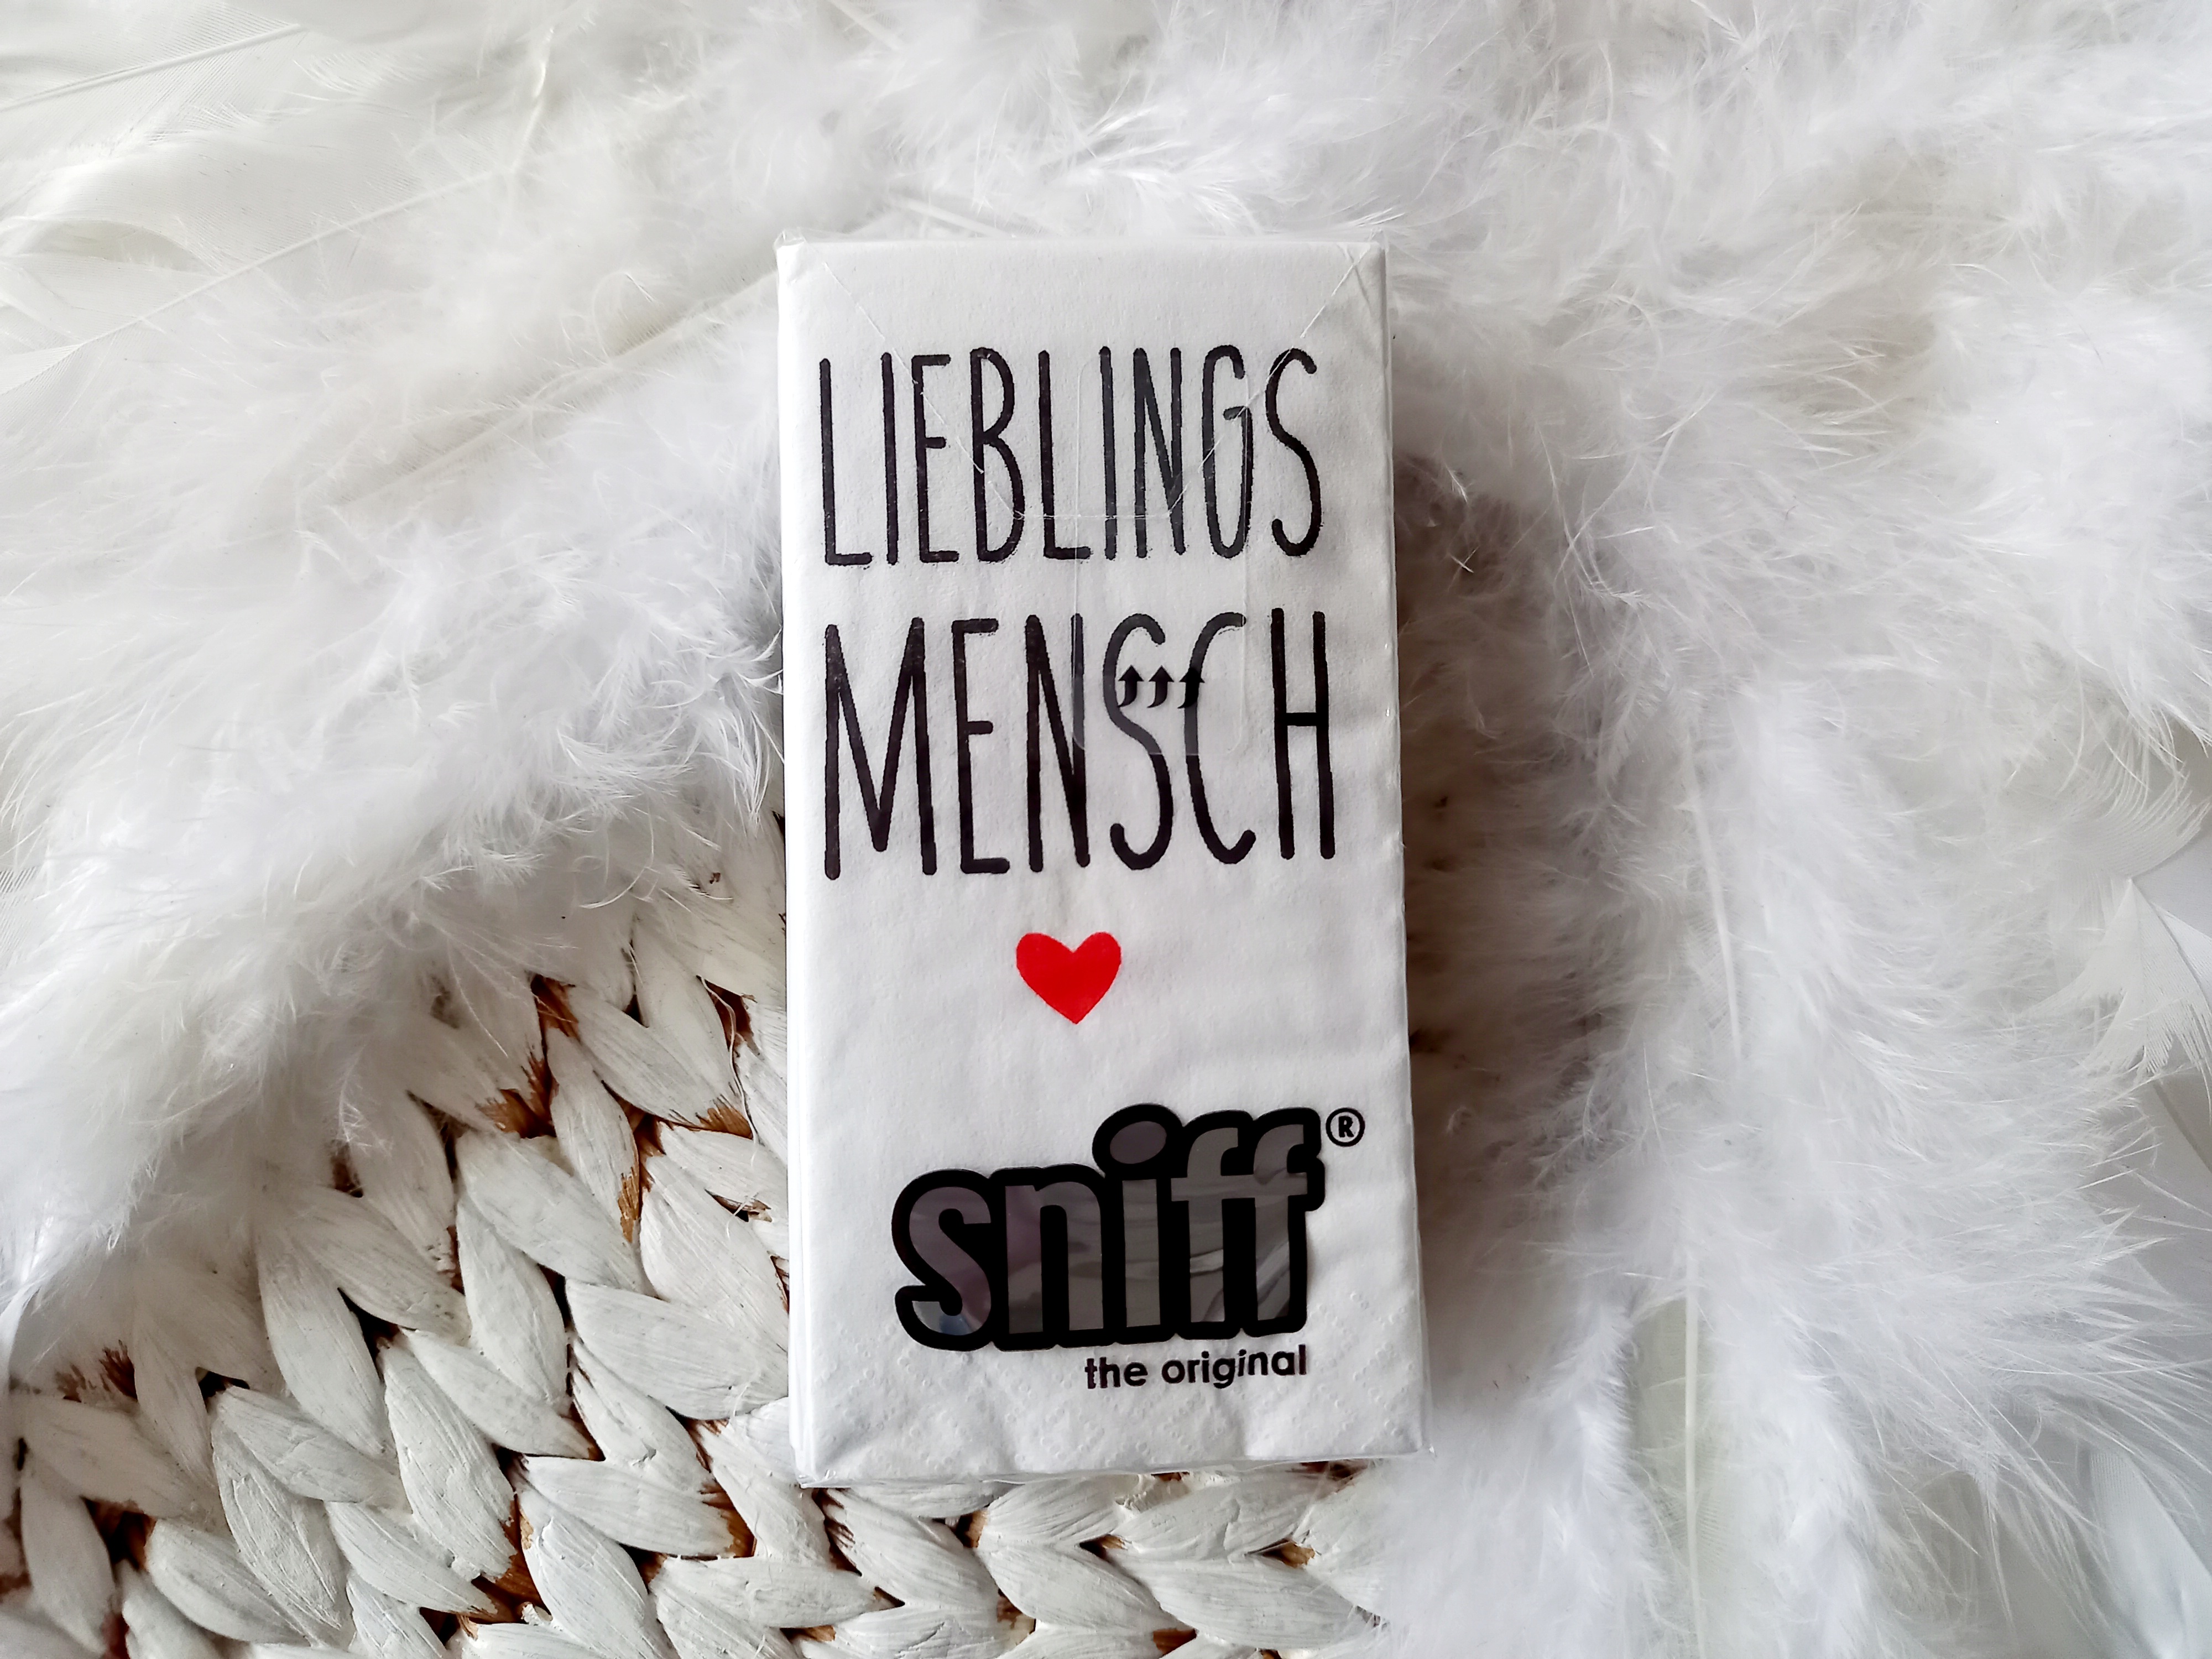 LIEBLINGS
MENSCH
sniff®
the original